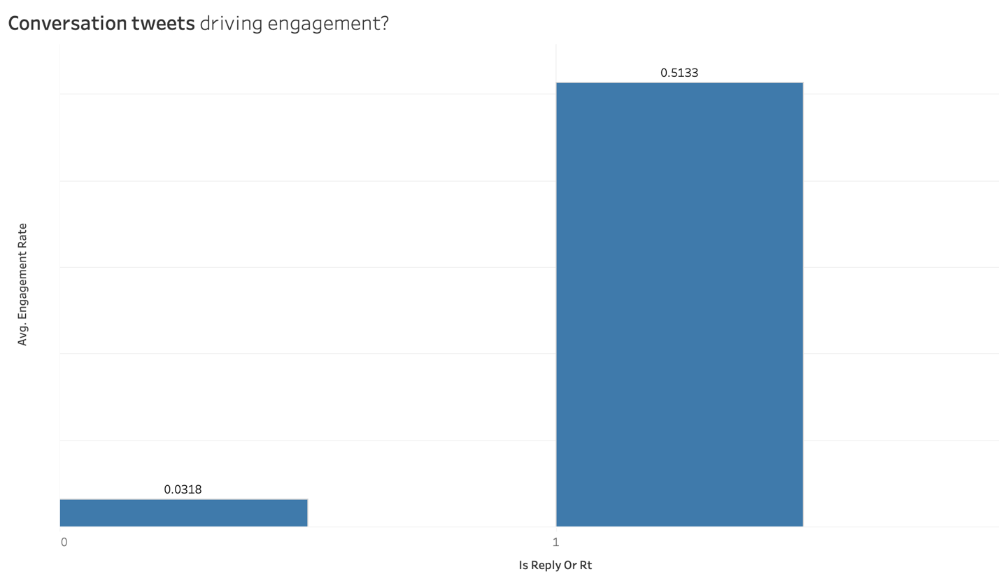 Conversation tweets driving engagement?
0.5133
Avg. Engagement Rate
0.0318
0
1
Is Reply Or Rt